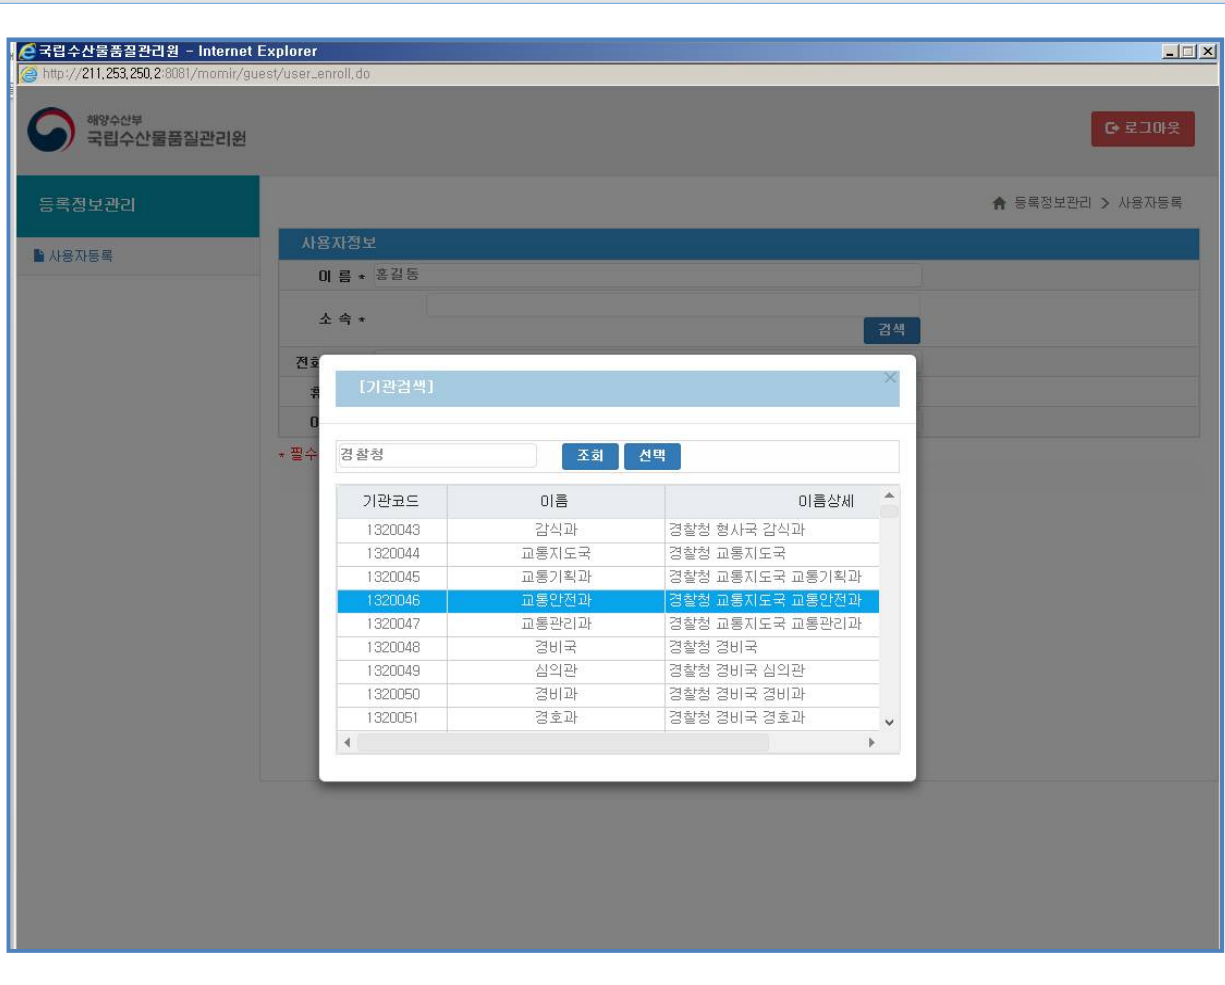 국립수산물품질관리원 - Internet Explorer
http://211.253.250.2:8081/momir/guest/user_enroll.do
해양수산부
국립수산물품질관리원
로그아웃
등록정보관리
등록정보관리 > 사용자등록
사용자등록
사용자정보
이 름 * 홍길동
소 속 *
검색
전화
휴
* 필수
[기관검색]
×
경찰청 조회 선택
기관코드 이름 이름상세
1320043 감식과 경찰청 형사국 감식과
1320044 교통지도국 경찰청 교통지도국
1320045 교통기획과 경찰청 교통지도국 교통기획과
1320046 교통안전과 경찰청 교통지도국 교통안전과
1320047 교통관리과 경찰청 교통지도국 교통관리과
1320048 경비국 경찰청 경비국
1320049 심의관 경찰청 경비국 심의관
1320050 경비과 경찰청 경비국 경비과
1320051 경호과 경찰청 경비국 경호과